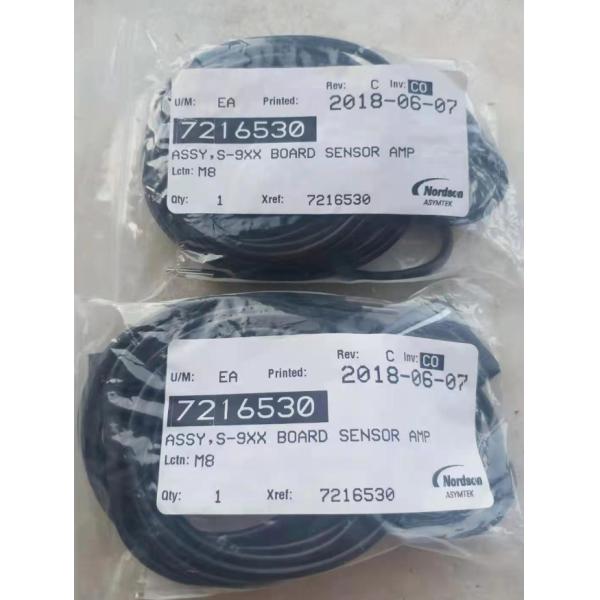 Rev: C Inv: CO
U/M: EA Printed: 2018-06-07
7216530
ASSY,S-9XX BOARD SENSOR AMP
Lctn: M8
Nordson
ASYMTEK
Qty: 1 Xref: 7216530
Rev: C Inv: CO
U/M: EA Printed: 2018-06-07
7216530
ASSY,S-9XX BOARD SENSOR AMP
Lctn: M8
Nordson
ASYMTEK
Qty: 1 Xref: 7216530